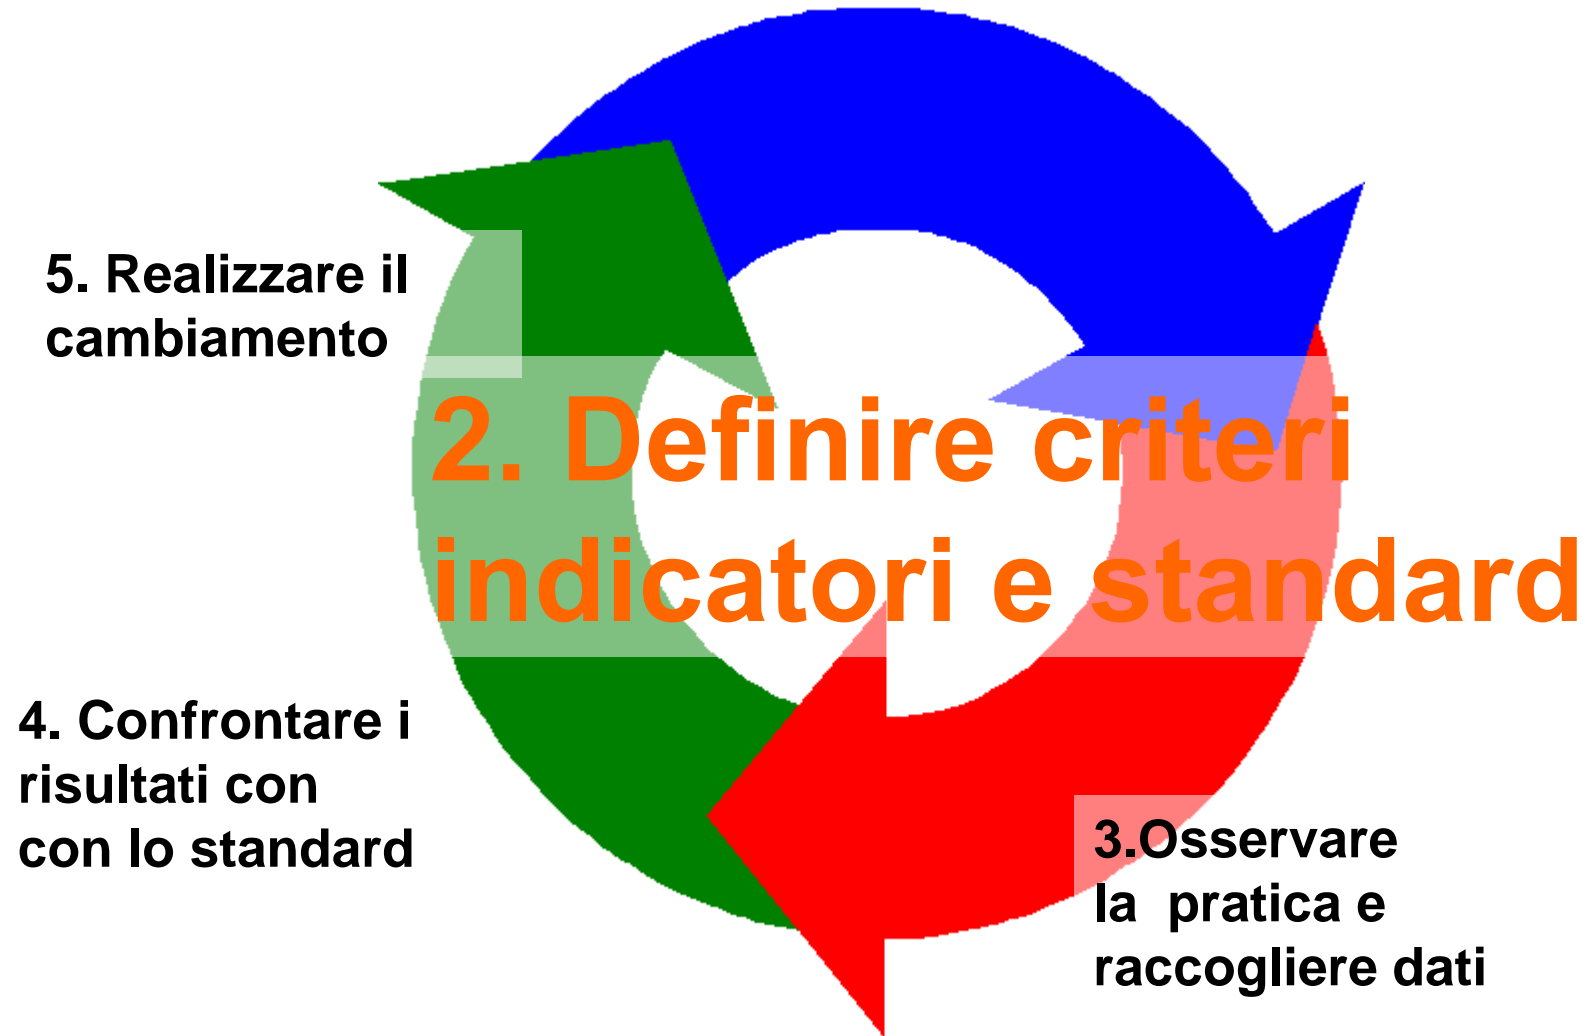 5. Realizzare il
cambiamento
2. Definire criteri
indicatori e standard
4. Confrontare i
risultati con
con lo standard
3.Osservare
la  pratica e
raccogliere dati